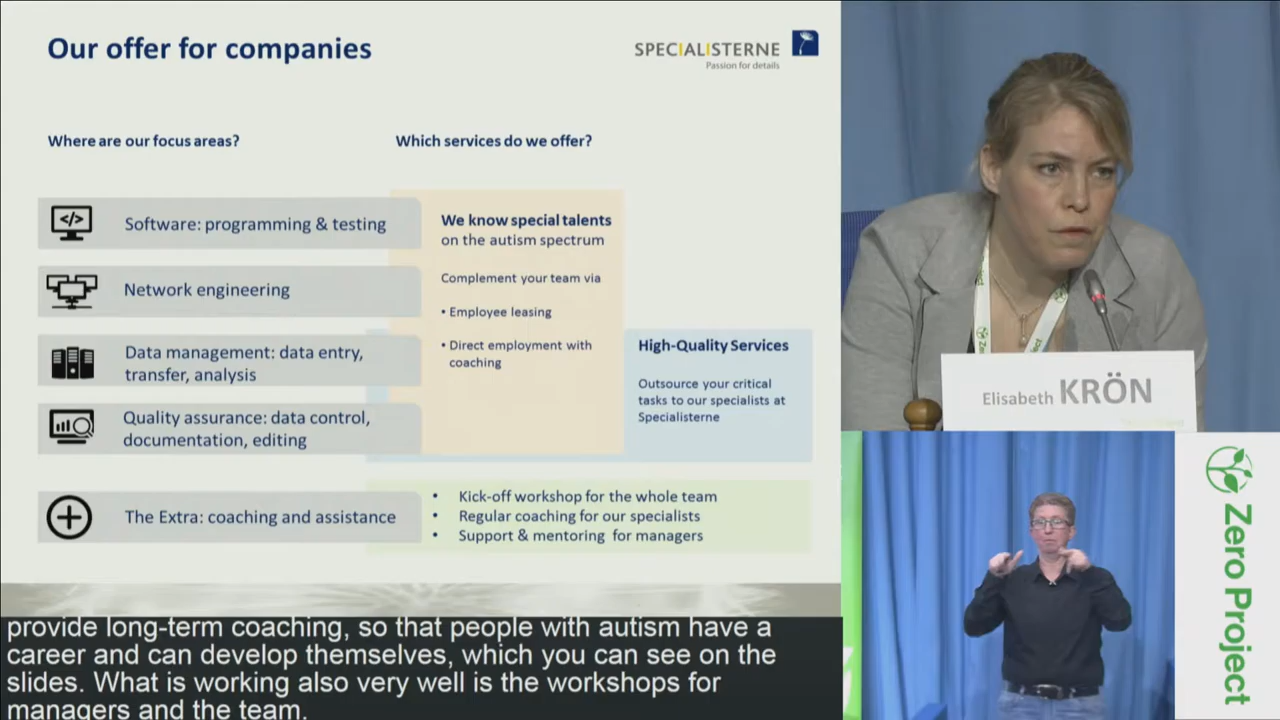 Our offer for companies
SPECIALISTERNE
Passion for details
Where are our focus areas?
Which services do we offer?
</>
Software: programming & testing
Network engineering
Data management: data entry,
transfer, analysis
Quality assurance: data control,
documentation, editing
The Extra: coaching and assistance
We know special talents
on the autism spectrum
Complement your team via
• Employee leasing
• Direct employment with
coaching
High-Quality Services
Outsource your critical
tasks to our specialists at
Specialisterne
• Kick-off workshop for the whole team
• Regular coaching for our specialists
• Support & mentoring for managers
provide long-term coaching, so that people with autism have a
career and can develop themselves, which you can see on the
slides. What is working also very well is the workshops for
managers and the team.
Elisabeth KRÖN
Zero Project